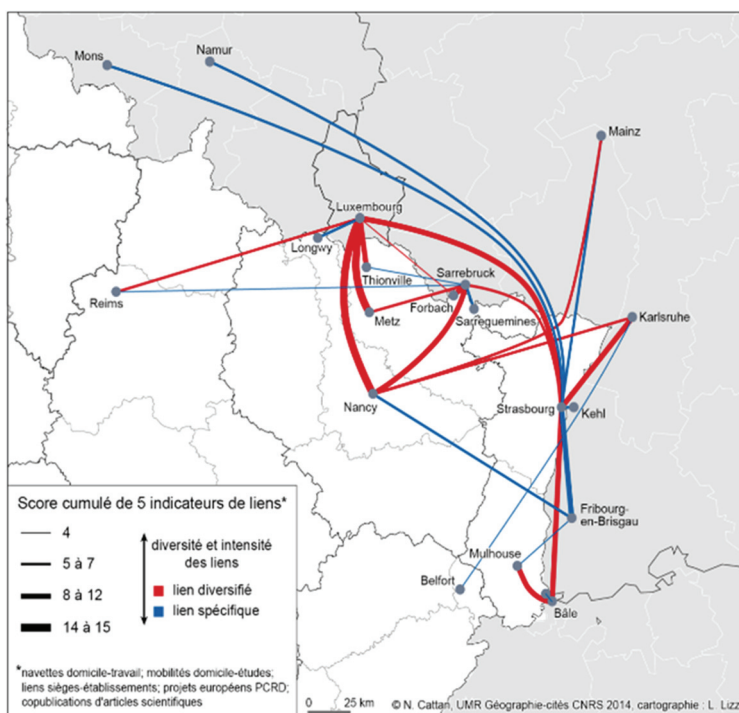 Mons
Namur
Mainz
Luxembourg
Longwy
Thionville
Sarrebruck
Reims
Forbach
Metz
Sarreguemines
Karlsruhe
Nancy
Strasbourg
Kehl
Fribourg-
en-Brisgau
Mulhouse
Belfort
Bâle
Score cumulé de 5 indicateurs de liens*
4
5 à 7
8 à 12
14 à 15
diversité et intensité
des liens
lien diversifié
lien spécifique
*navettes domicile-travail; mobilités domicile-études;
liens sièges-établissements; projets européens PCRD;
copublications d'articles scientifiques
0 25 km
© N. Cattan, UMR Géographie-cités CNRS 2014, cartographie : L. Lizz